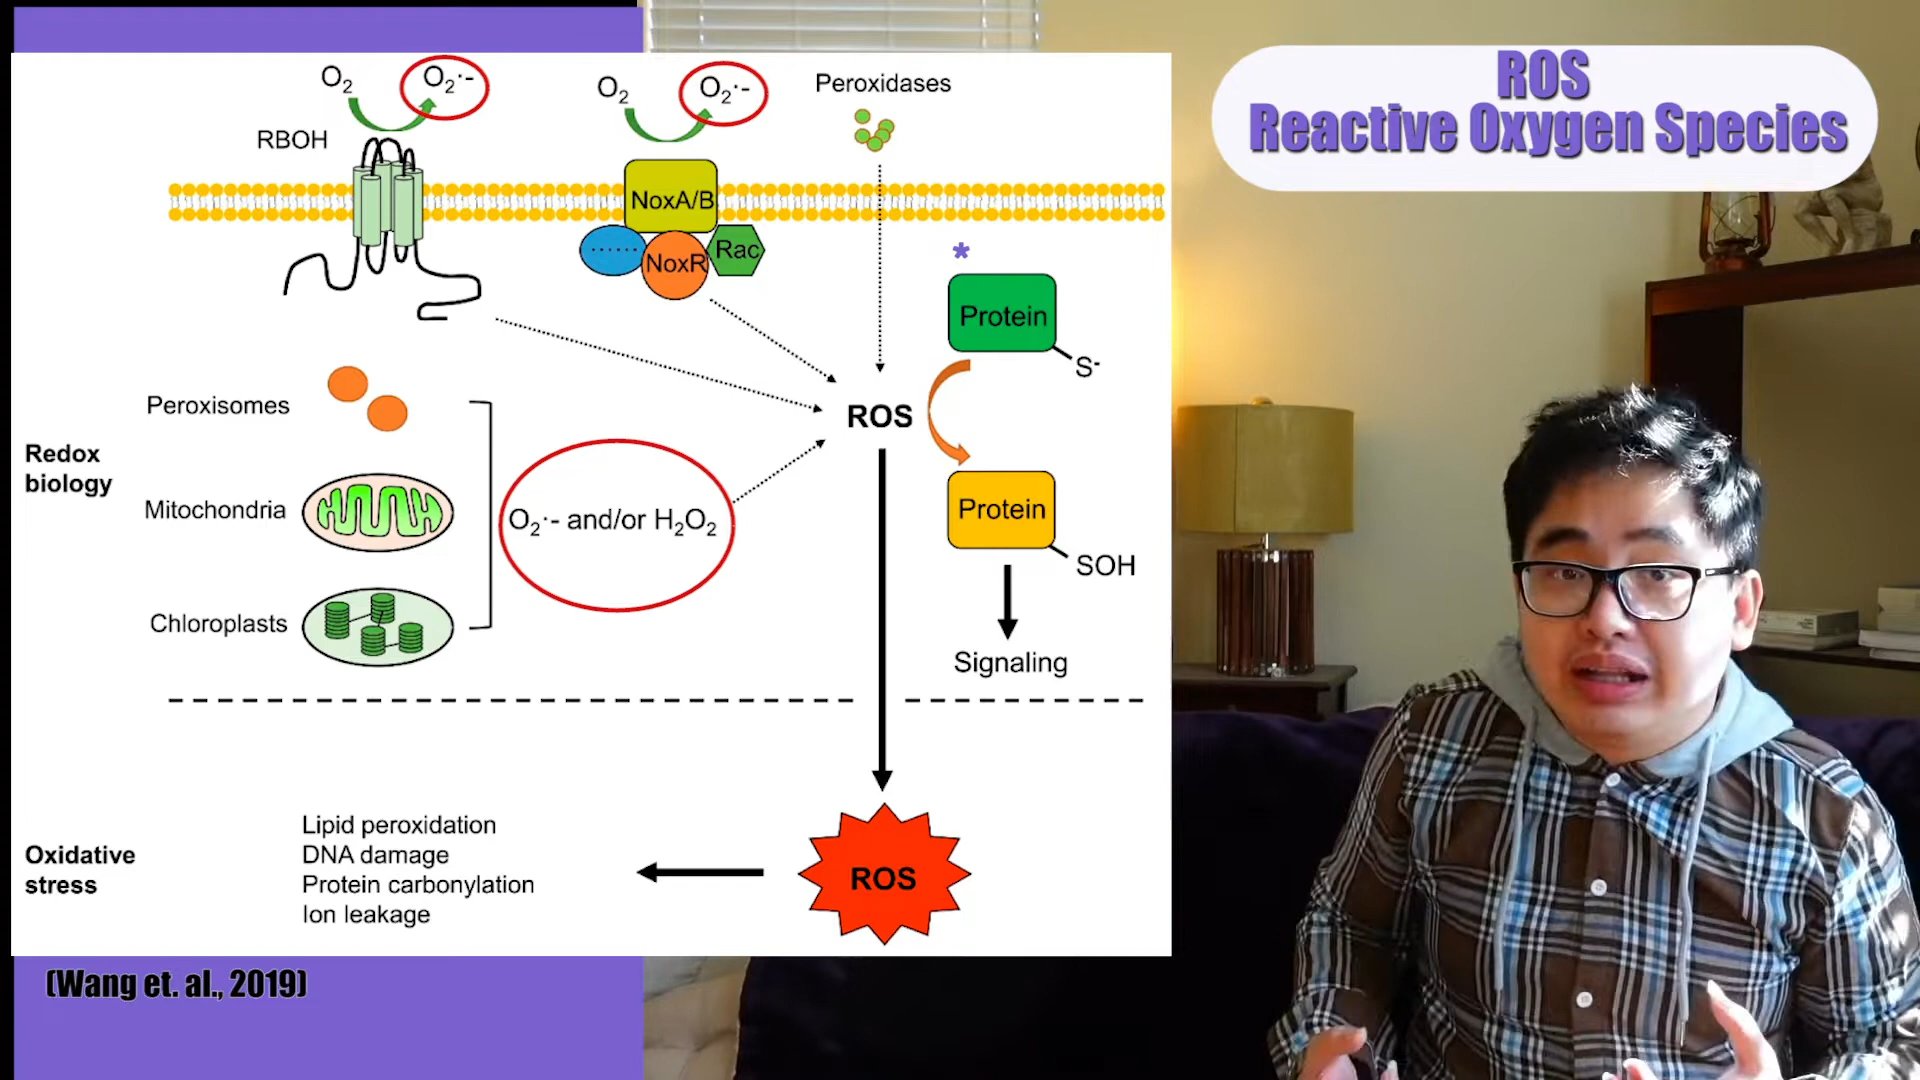 ROS
Reactive Oxygen Species
O₂
O₂·-
O₂
O₂·-
Peroxidases
RBOH
NoxA/B
······
NoxR
Rac
*
Protein
S-
Peroxisomes
ROS
Redox
biology
Mitochondria
O₂·- and/or H₂O₂
Protein
SOH
Chloroplasts
Signaling
Lipid peroxidation
DNA damage
Protein carbonylation
Ion leakage
Oxidative
stress
ROS
(Wang et. al., 2019)